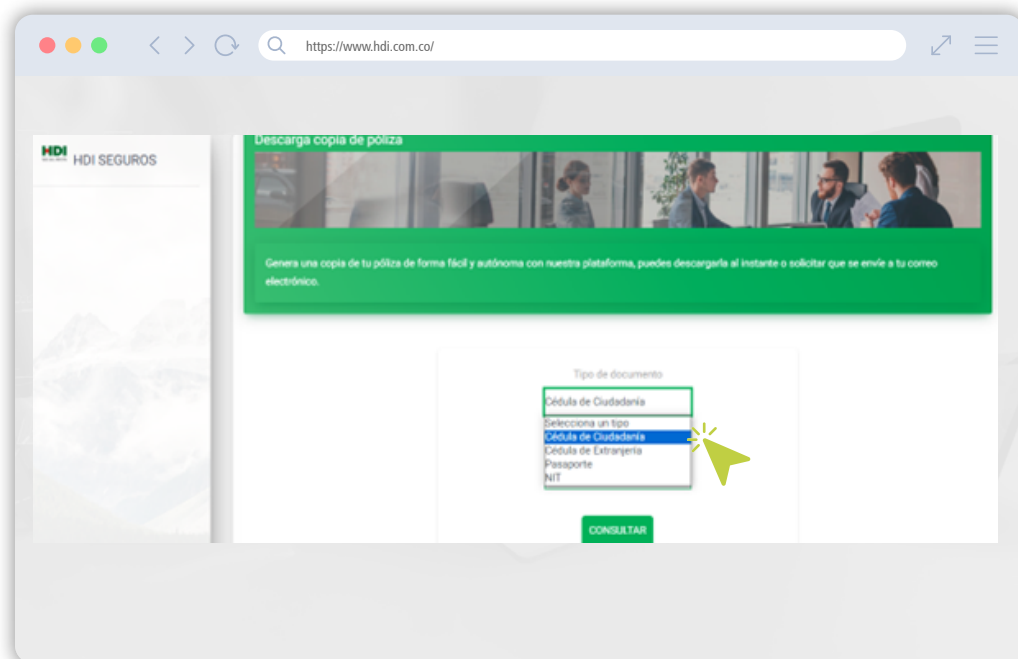 https://www.hdi.com.co/
HDI
HDI SEGUROS
Descarga copia de póliza
Genera una copia de tu póliza de forma fácil y autónoma con nuestra plataforma, puedes descargarla al instante o solicitar que se envíe a tu correo
electrónico.
Tipo de documento
Cédula de Ciudadanía
Selecciona un tipo
Cédula de Ciudadanía
Cédula de Extranjería
Pasaporte
NIT
CONSULTAR